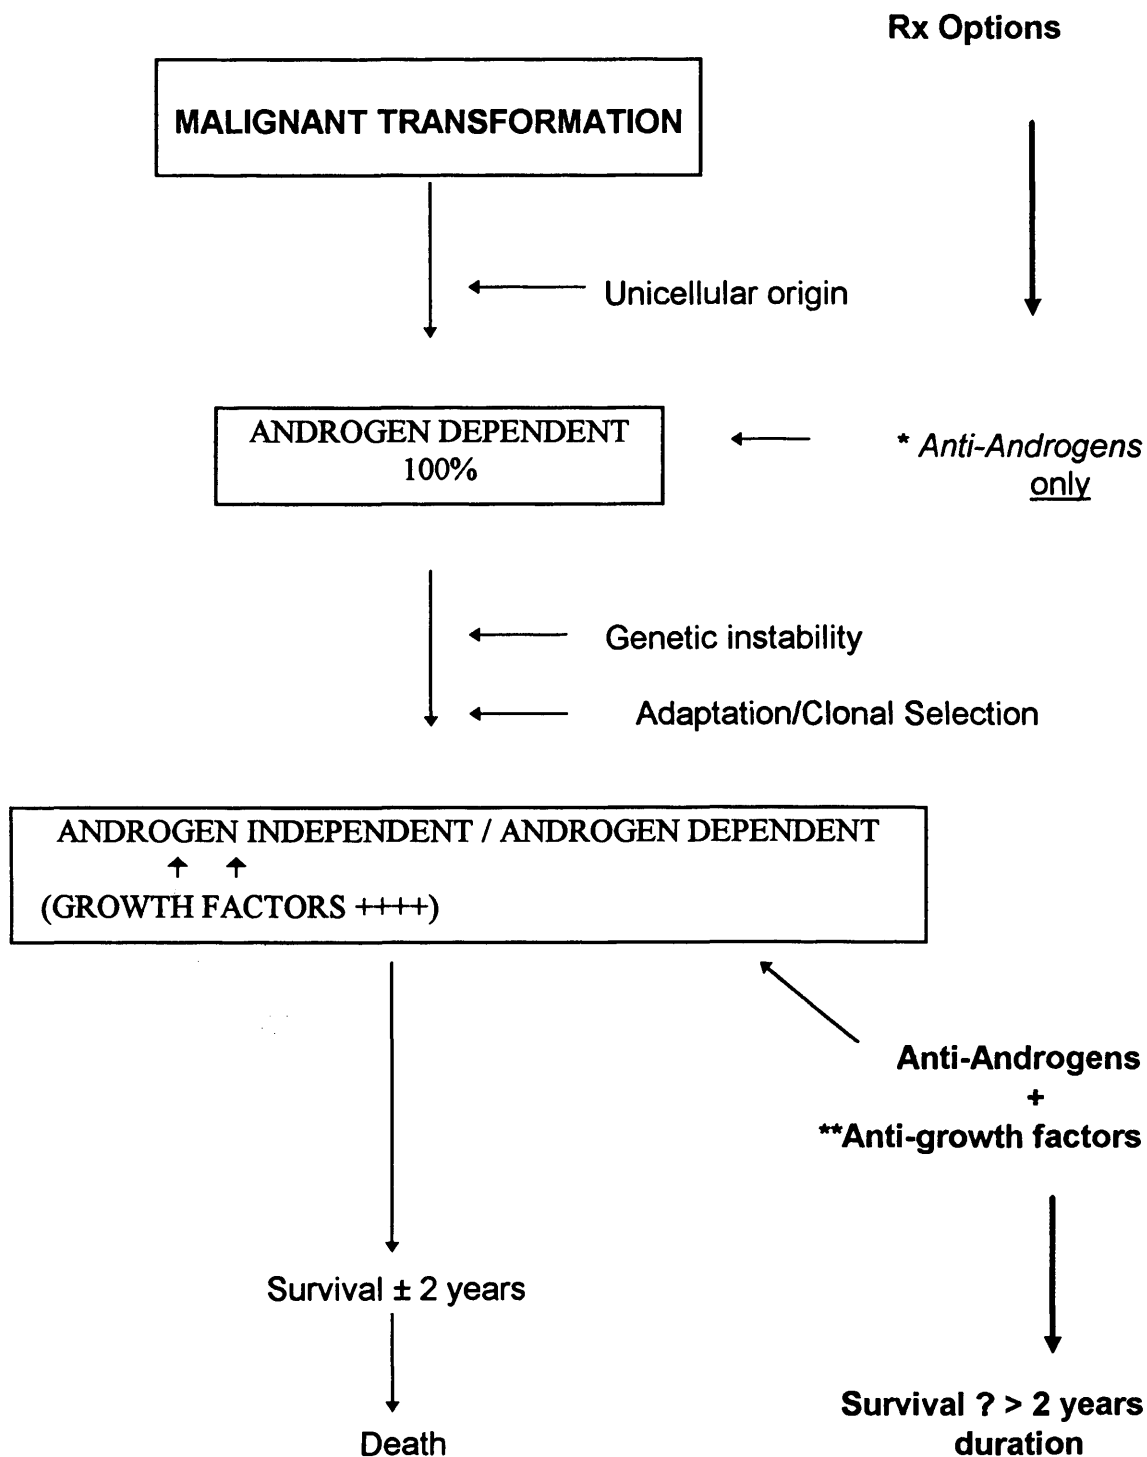 Rx Options
MALIGNANT TRANSFORMATION
Unicellular origin
ANDROGEN DEPENDENT
100%
* Anti-Androgens
only
Genetic instability
Adaptation/Clonal Selection
ANDROGEN INDEPENDENT / ANDROGEN DEPENDENT
(GROWTH FACTORS ++++)
Anti-Androgens
+
**Anti-growth factors
Survival ± 2 years
Death
Survival ? > 2 years
duration